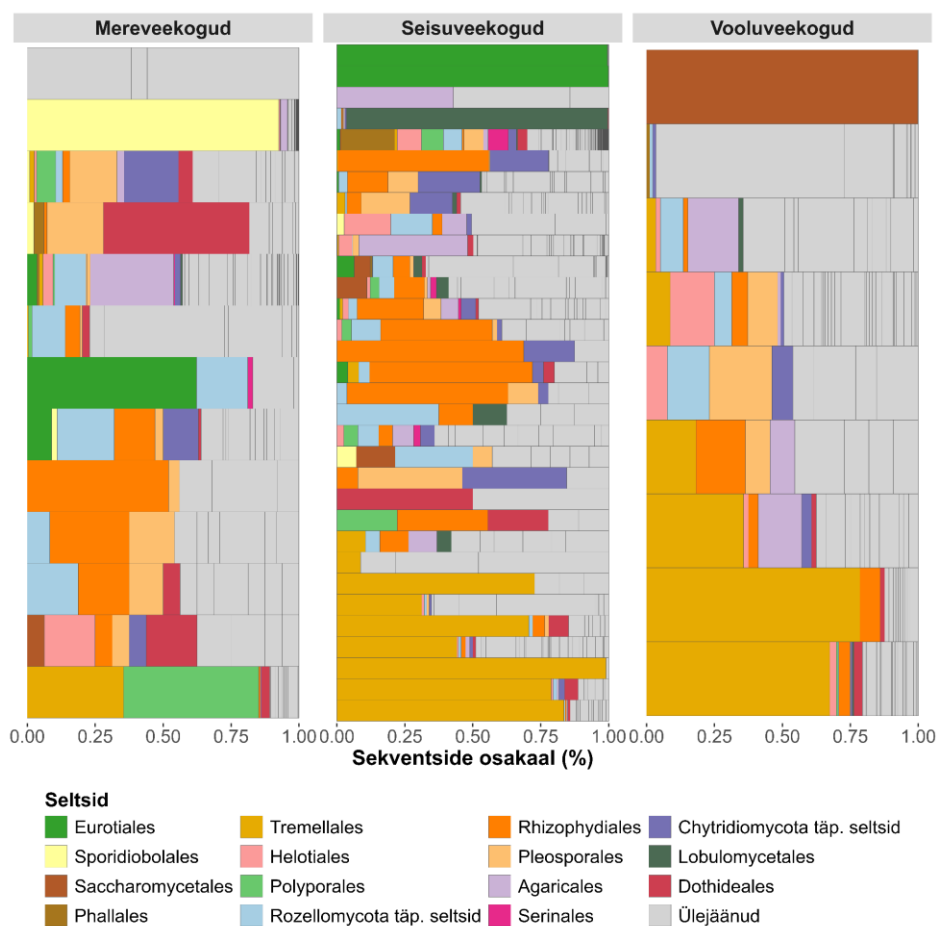 Mereveekogud Seisuveekogud Vooluveekogud
0.00 0.25 0.50 0.75 1.00 0.00 0.25 0.50 0.75 1.00 0.00 0.25 0.50 0.75 1.00
Sekventside osakaal (%)
Seltsid
Eurotiales Tremellales Rhizophydiales Chytridiomycota täp. seltsid
Sporidiobolales Helotiales Pleosporales Lobulomycetales
Saccharomycetales Polyporales Agaricales Dothideales
Phallales Rozellomycota täp. seltsid Serinales Ülejäänud